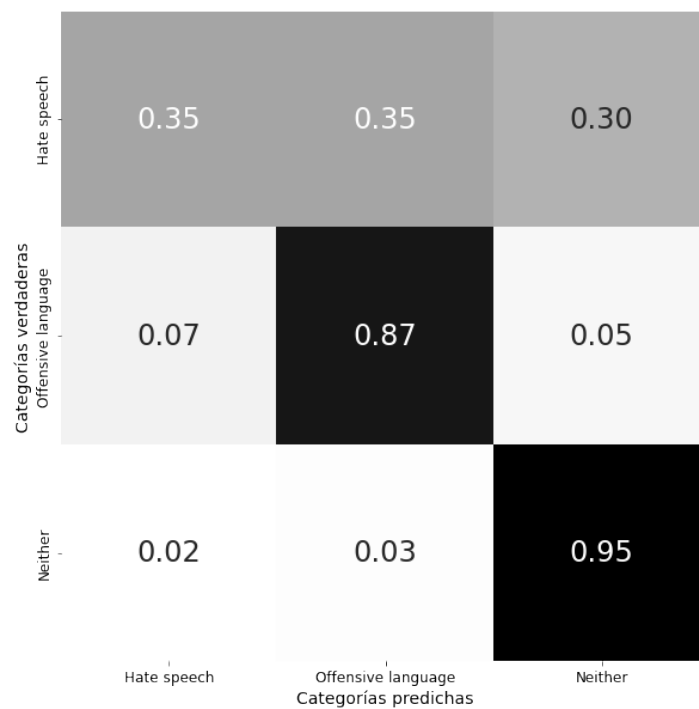 Categorías verdaderas
Hate speech
0.35 0.35 0.30
Offensive language
0.07 0.87 0.05
Neither
0.02 0.03 0.95
Hate speech Offensive language Neither
Categorías predichas